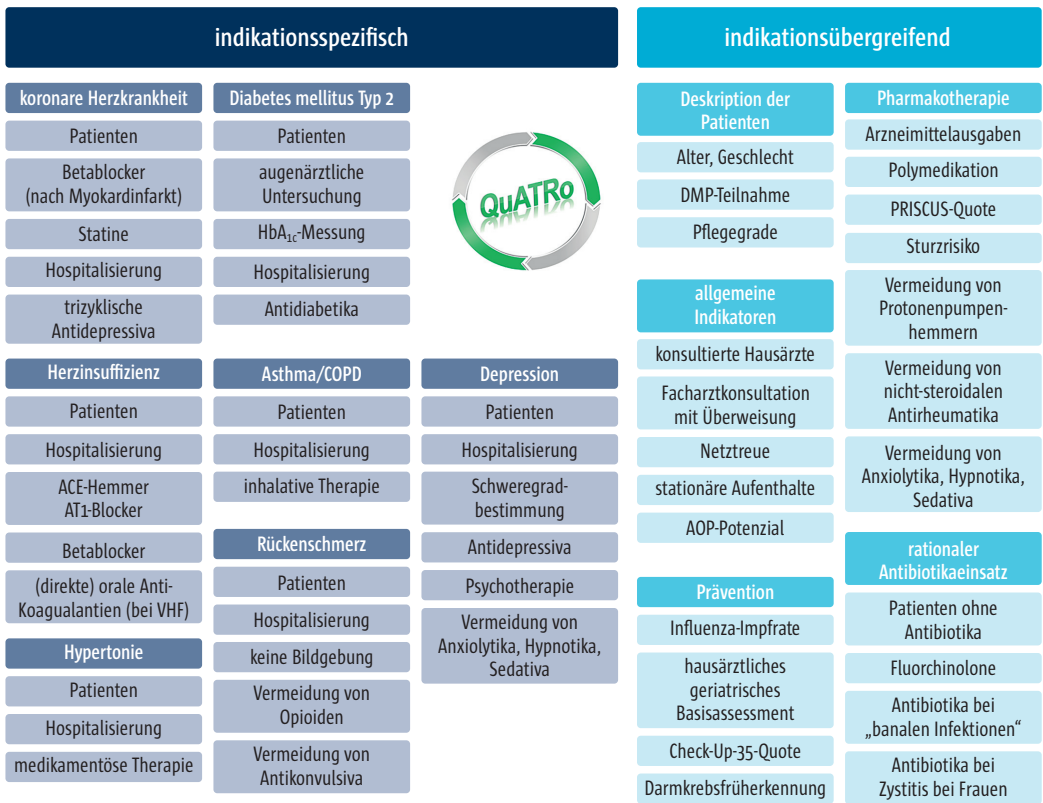 indikationsspezifisch
koronare Herzkrankheit
Patienten
Betablocker
(nach Myokardinfarkt)
Statine
Hospitalisierung
trizyklische
Antidepressiva
Diabetes mellitus Typ 2
Patienten
augenärztliche
Untersuchung
HbA1c-Messung
Hospitalisierung
Antidiabetika
QuATRo
Herzinsuffizienz
Patienten
Hospitalisierung
ACE-Hemmer
AT1-Blocker
Betablocker
(direkte) orale Anti-
Koagualantien (bei VHF)
Hypertonie
Patienten
Hospitalisierung
medikamentöse Therapie
Asthma/COPD
Patienten
Hospitalisierung
inhalative Therapie
Rückenschmerz
Patienten
Hospitalisierung
keine Bildgebung
Vermeidung von
Opioiden
Vermeidung von
Antikonvulsiva
Depression
Patienten
Hospitalisierung
Schweregrad-
bestimmung
Antidepressiva
Psychotherapie
Vermeidung von
Anxiolytika, Hypnotika,
Sedativa
indikationsübergreifend
Deskription der
Patienten
Alter, Geschlecht
DMP-Teilnahme
Pflegegrade
allgemeine
Indikatoren
konsultierte Hausärzte
Facharztkonsultation
mit Überweisung
Netztreue
stationäre Aufenthalte
AOP-Potenzial
Prävention
Influenza-Impfrate
hausärztliches
geriatrisches
Basisassessment
Check-Up-35-Quote
Darmkrebsfrüherkennung
Pharmakotherapie
Arzneimittelausgaben
Polymedikation
PRISCUS-Quote
Sturzrisiko
Vermeidung von
Protonenpumpen-
hemmern
Vermeidung von
nicht-steroidalen
Antirheumatika
Vermeidung von
Anxiolytika, Hypnotika,
Sedativa
rationaler
Antibiotikaeinsatz
Patienten ohne
Antibiotika
Fluorchinolone
Antibiotika bei
„banalen Infektionen“
Antibiotika bei
Zystitis bei Frauen